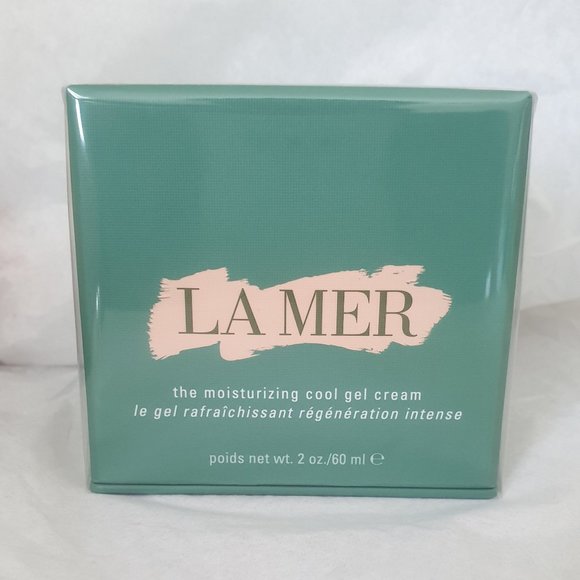 LA MER
the moisturizing cool gel cream
le gel rafraîchissant régénération intense
poids net wt. 2 oz./60 ml ℮